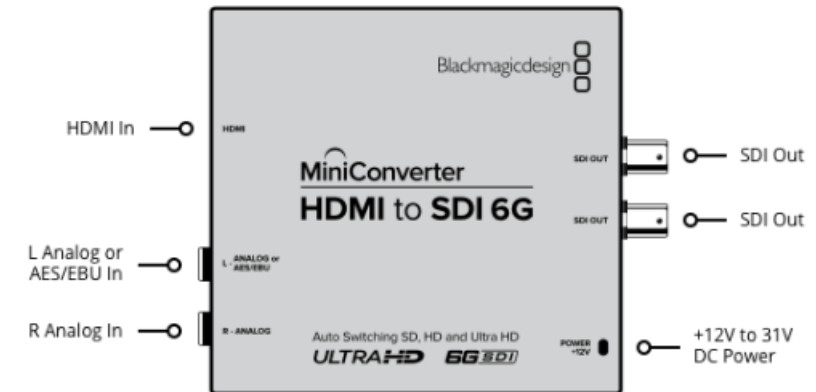 Blackmagicdesign
HDMI In
HDMI
MiniConverter
HDMI to SDI 6G
SDI OUT
SDI Out
SDI OUT
SDI Out
L Analog or
AES/EBU In
L - ANALOG or
AES/EBU
R Analog In
R - ANALOG
Auto Switching SD, HD and Ultra HD
ULTRAHD 6G SDI
POWER
+12V
+12V to 31V
DC Power